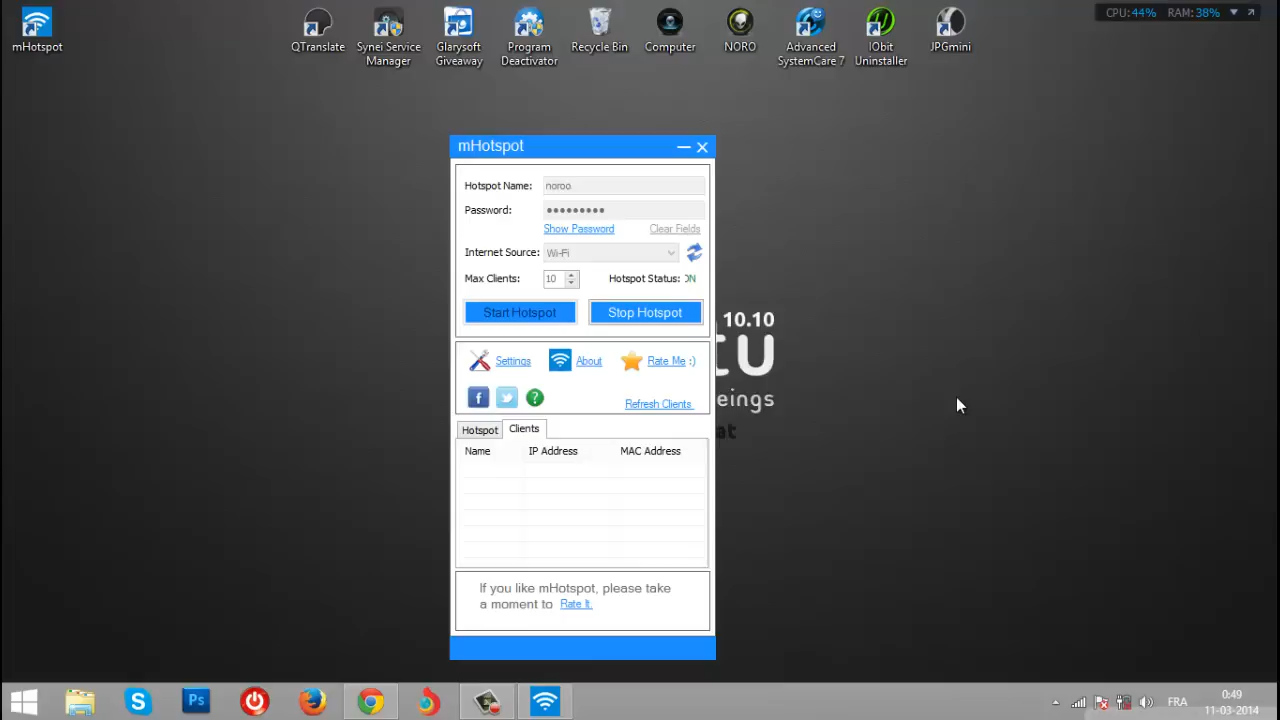 mHotspot
QTranslate
Synei Service
Manager
Glarysoft
Giveaway
Program
Deactivator
Recycle Bin
Computer
NORO
Advanced
SystemCare 7
IObit
Uninstaller
JPGmini
CPU:44% RAM:38%
mHotspot
Hotspot Name: noroo
Password: •••••••••
Show Password Clear Fields
Internet Source: Wi-Fi
Max Clients: 10 Hotspot Status: ON
Start Hotspot Stop Hotspot
Settings About Rate Me :)
f ?
Refresh Clients
Hotspot Clients
Name IP Address MAC Address
If you like mHotspot, please take
a moment to Rate It.
10.10
tu
eings
at
S
Ps
FRA
0:49
11-03-2014